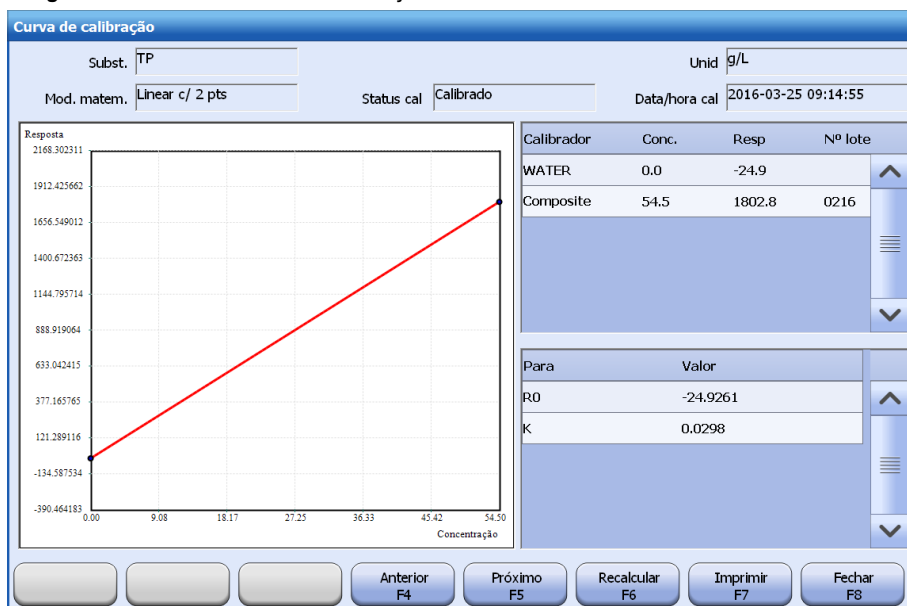 Curva de calibração
Subst. TP Unid g/L
Mod. matem. Linear c/ 2 pts Status cal Calibrado Data/hora cal 2016-03-25 09:14:55
Resposta
2168.302311
1912.425662
1656.549012
1400.672363
1144.795714
888.919064
633.042415
377.165765
121.289116
-134.587534
-390.464183
0.00 9.08 18.17 27.25 36.33 45.42 54.50
Concentração
Calibrador Conc. Resp Nº lote
WATER 0.0 -24.9
Composite 54.5 1802.8 0216
Para Valor
R0 -24.9261
K 0.0298
Anterior F4
Próximo F5
Recalcular F6
Imprimir F7
Fechar F8